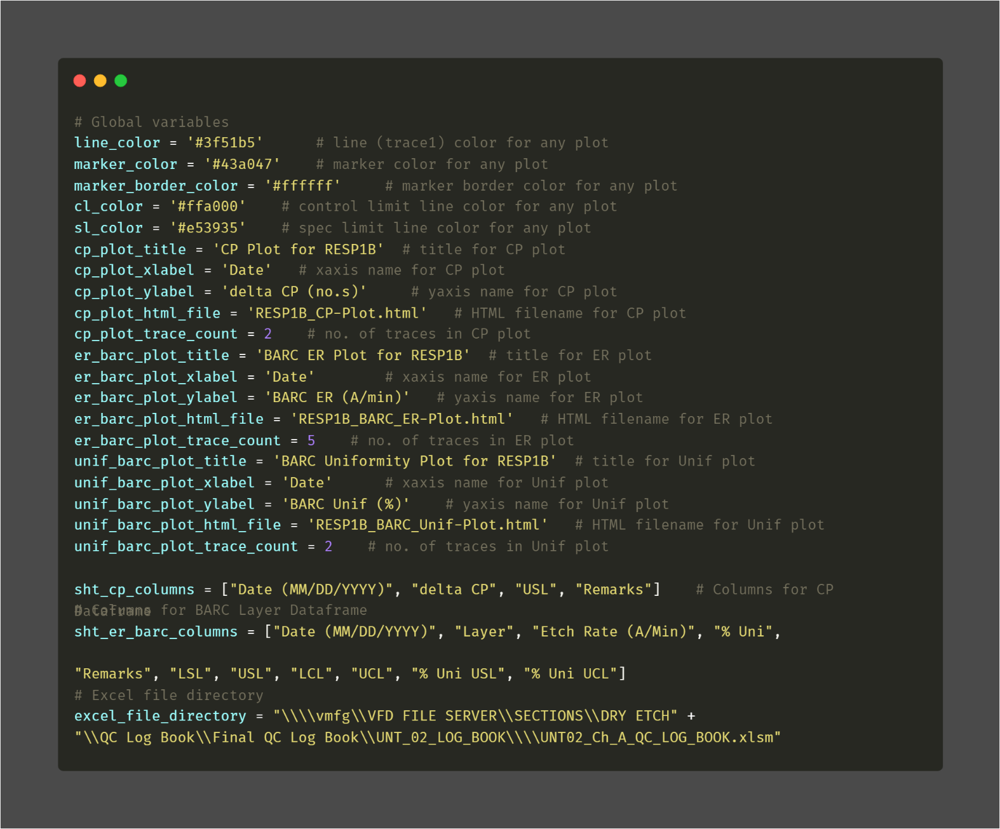 # Global variables
line_color = '#3f51b5'      # line (trace1) color for any plot
marker_color = '#43a047'    # marker color for any plot
marker_border_color = '#ffffff'     # marker border color for any plot
cl_color = '#ffa000'    # control limit line color for any plot
sl_color = '#e53935'    # spec limit line color for any plot
cp_plot_title = 'CP Plot for RESP1B'  # title for CP plot
cp_plot_xlabel = 'Date'   # xaxis name for CP plot
cp_plot_ylabel = 'delta CP (no.s)'     # yaxis name for CP plot
cp_plot_html_file = 'RESP1B_CP-Plot.html'   # HTML filename for CP plot
cp_plot_trace_count = 2    # no. of traces in CP plot
er_barc_plot_title = 'BARC ER Plot for RESP1B'  # title for ER plot
er_barc_plot_xlabel = 'Date'        # xaxis name for ER plot
er_barc_plot_ylabel = 'BARC ER (A/min)'   # yaxis name for ER plot
er_barc_plot_html_file = 'RESP1B_BARC_ER-Plot.html'   # HTML filename for ER plot
er_barc_plot_trace_count = 5    # no. of traces in ER plot
unif_barc_plot_title = 'BARC Uniformity Plot for RESP1B'  # title for Unif plot
unif_barc_plot_xlabel = 'Date'      # xaxis name for Unif plot
unif_barc_plot_ylabel = 'BARC Unif (%)'    # yaxis name for Unif plot
unif_barc_plot_html_file = 'RESP1B_BARC_Unif-Plot.html'   # HTML filename for Unif plot
unif_barc_plot_trace_count = 2    # no. of traces in Unif plot
sht_cp_columns = ["Date (MM/DD/YYYY)", "delta CP", "USL", "Remarks"]    # Columns for CP
Dataframe
# Columns for BARC Layer Dataframe
sht_er_barc_columns = ["Date (MM/DD/YYYY)", "Layer", "Etch Rate (A/Min)", "% Uni",
"Remarks", "LSL", "USL", "LCL", "UCL", "% Uni USL", "% Uni UCL"]
# Excel file directory
excel_file_directory = "\\\\vmfg\\VFD FILE SERVER\\SECTIONS\\DRY ETCH" +
"\\QC Log Book\\Final QC Log Book\\UNT_02_LOG_BOOK\\\\UNT02_Ch_A_QC_LOG_BOOK.xlsm"